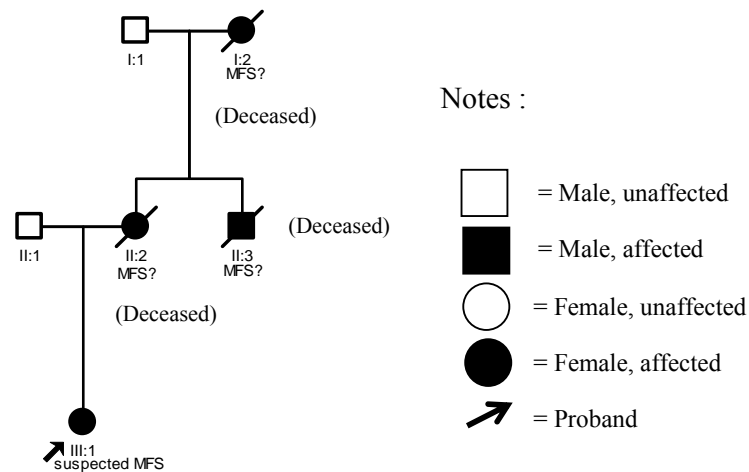 I:1
I:2
MFS?
(Deceased)
II:1
II:2
MFS?
II:3
MFS?
(Deceased)
(Deceased)
III:1
suspected MFS
Notes :
= Male, unaffected
= Male, affected
= Female, unaffected
= Female, affected
= Proband